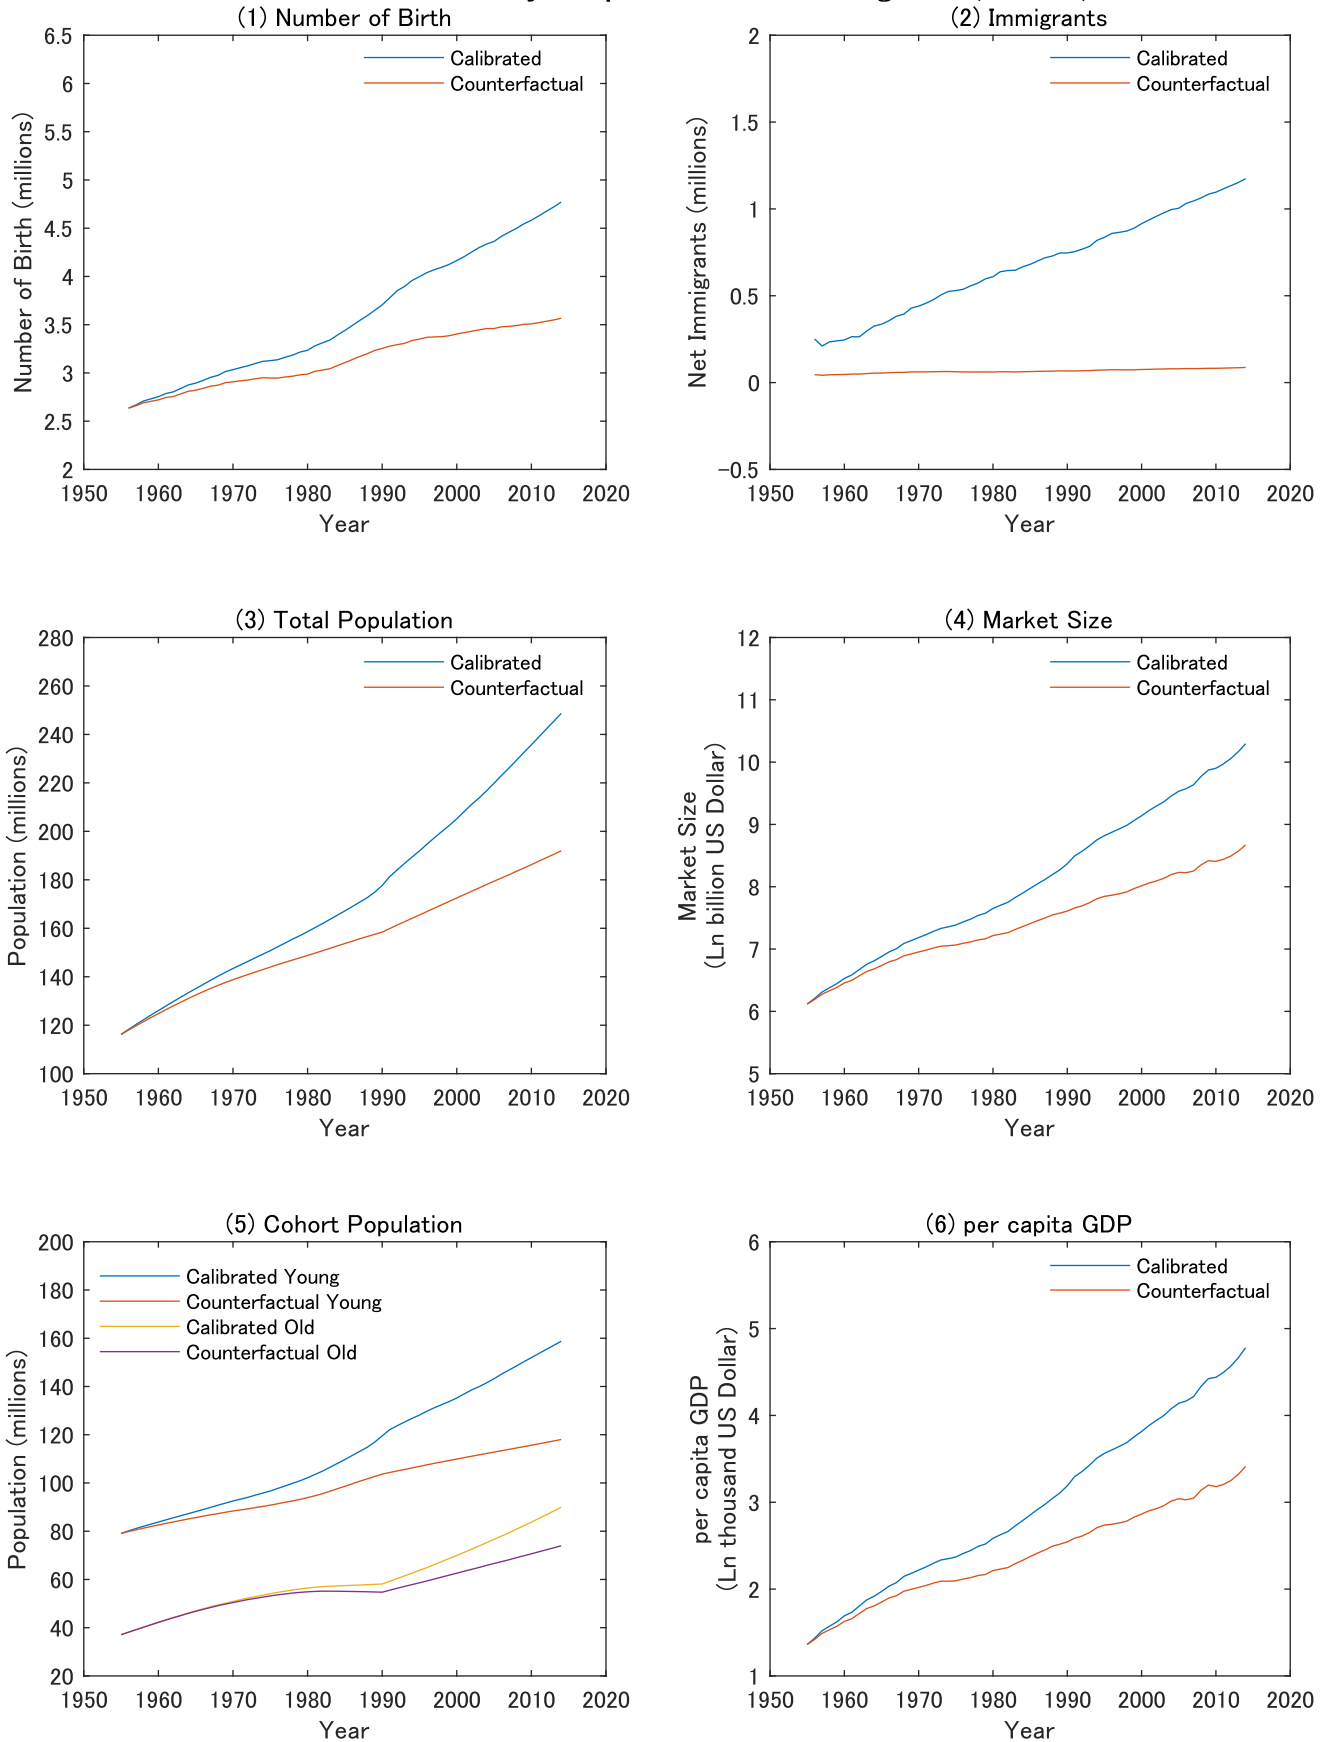 (1) Number of Birth
6.5
6
5.5
5
4.5
4
3.5
3
2.5
2
Number of Birth (millions)
Calibrated
Counterfactual
1950 1960 1970 1980 1990 2000 2010 2020
Year
(2) Immigrants
2
1.5
1
0.5
0
−0.5
Net Immigrants (millions)
Calibrated
Counterfactual
1950 1960 1970 1980 1990 2000 2010 2020
Year
(3) Total Population
280
260
240
220
200
180
160
140
120
100
Population (millions)
Calibrated
Counterfactual
1950 1960 1970 1980 1990 2000 2010 2020
Year
(4) Market Size
12
11
10
9
8
7
6
5
Market Size
(Ln billion US Dollar)
Calibrated
Counterfactual
1950 1960 1970 1980 1990 2000 2010 2020
Year
(5) Cohort Population
200
180
160
140
120
100
80
60
40
20
Population (millions)
Calibrated Young
Counterfactual Young
Calibrated Old
Counterfactual Old
1950 1960 1970 1980 1990 2000 2010 2020
Year
(6) per capita GDP
6
5
4
3
2
1
per capita GDP
(Ln thousand US Dollar)
Calibrated
Counterfactual
1950 1960 1970 1980 1990 2000 2010 2020
Year